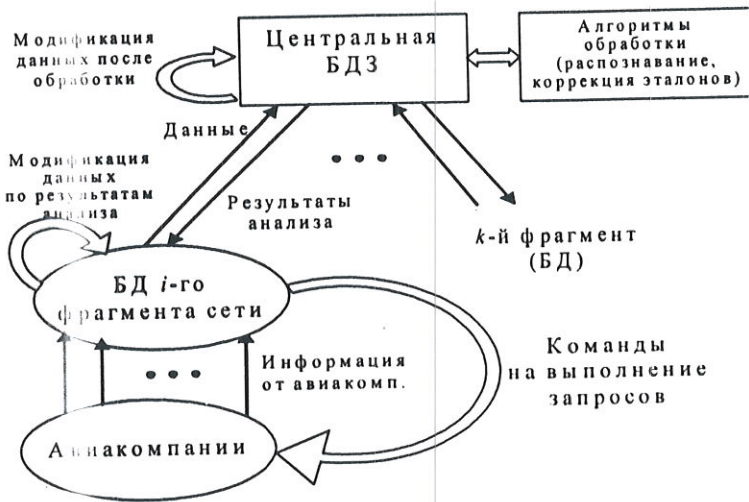 Модификация
данных после
обработки
Центральная
БДЗ
Алгоритмы
обработки
(распознавание,
коррекция эталонов)
Данные
Модификация
данных
по результатам
анализа
Результаты
анализа
k-й фрагмент
(БД)
БД i-го
фрагмента сети
Информация
от авиакомп.
Команды
на выполнение
запросов
Авиакомпании